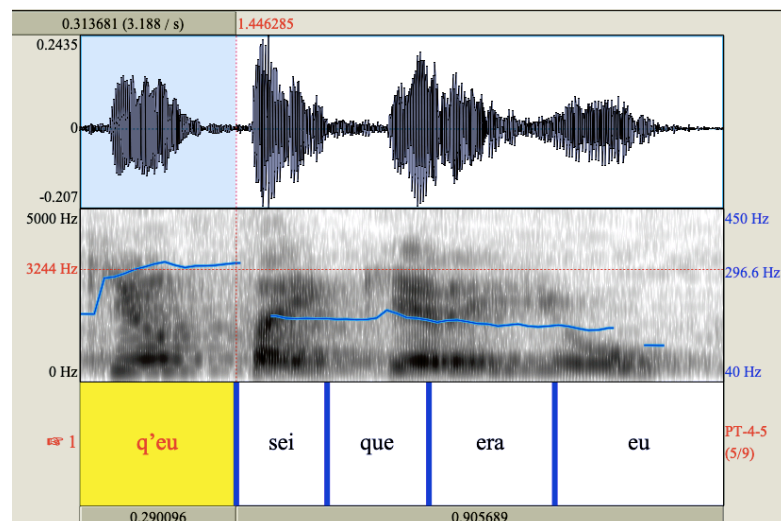 0.313681 (3.188 / s) 1.446285
0.2435
0
-0.207
5000 Hz 450 Hz
3244 Hz 296.6 Hz
0 Hz 40 Hz
☞ 1 q’eu sei que era eu PT-4-5
(5/9)
0.290096 0.905689